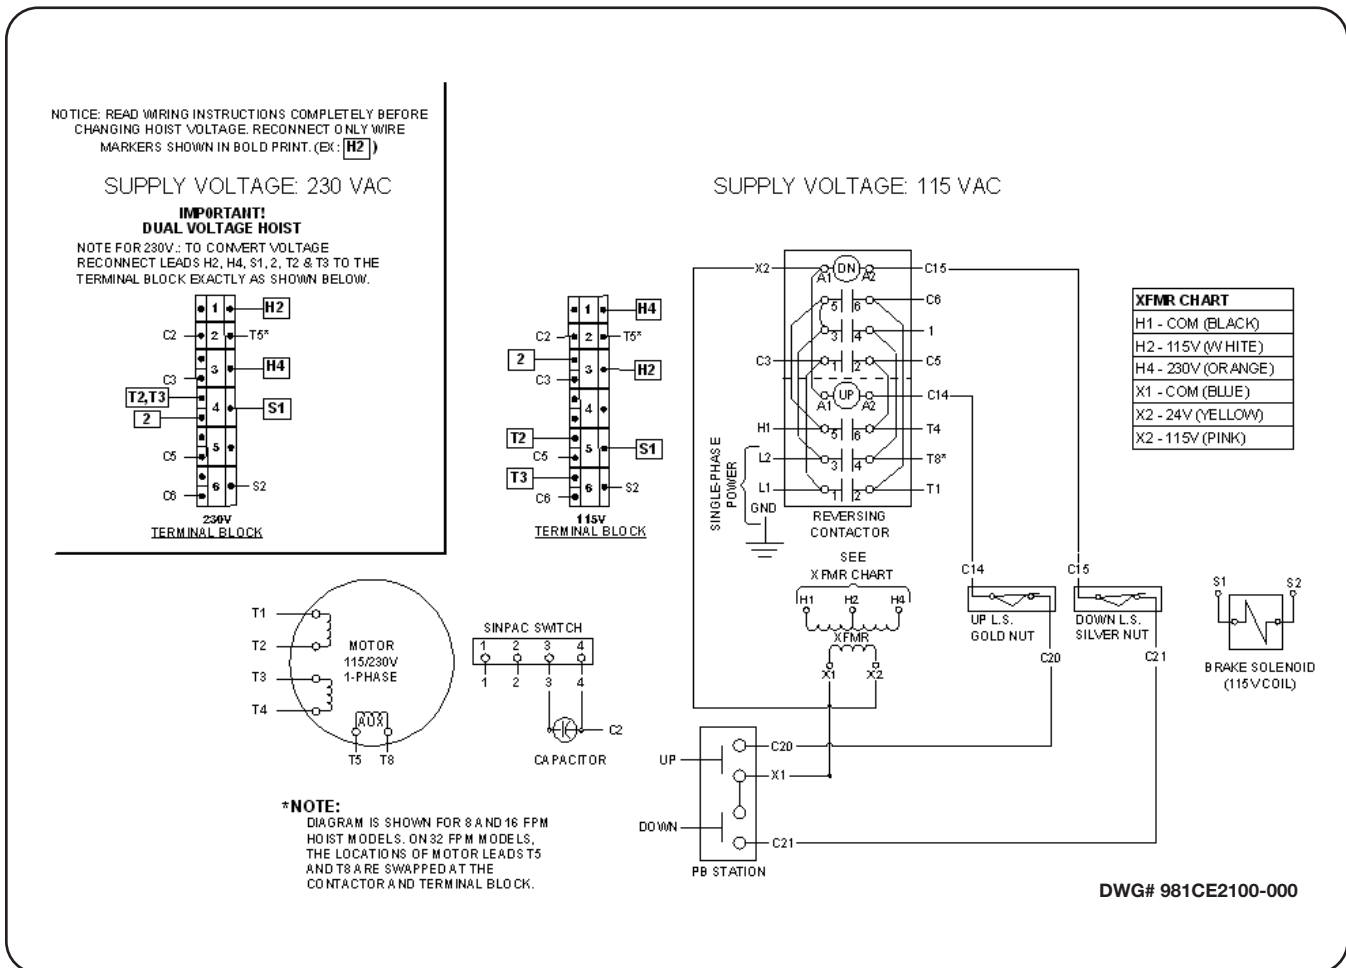 NOTICE: READ WIRING INSTRUCTIONS COMPLETELY BEFORE
CHANGING HOIST VOLTAGE. RECONNECT ONLY WIRE
MARKERS SHOWN IN BOLD PRINT. (EX: H2 )
SUPPLY VOLTAGE: 230 VAC
IMPORTANT!
DUAL VOLTAGE HOIST
NOTE FOR 230V.: TO CONVERT VOLTAGE
RECONNECT LEADS H2, H4, S1, 2, T2 & T3 TO THE
TERMINAL BLOCK EXACTLY AS SHOWN BELOW.
1 H2
C2 2 T5*
3 H4
C3
T2,T3
4 S1
2
5
C5
6 S2
C6
230V
TERMINAL BLOCK
1 H4
C2 2 T5*
2
3 H2
C3
4
T2
5 S1
C5
T3
6 S2
C6
115V
TERMINAL BLOCK
SUPPLY VOLTAGE: 115 VAC
X2 A1 DN A2 C15
5 6 C6
3 4 1
C3 1 2 C5
A1 UP A2 C14
H1 5 6 T4
L2 3 4 T8*
L1 1 2 T1
SINGLE-PHASE
POWER
GND
REVERSING
CONTACTOR
XFMR CHART
H1 - COM (BLACK)
H2 - 115V (WHITE)
H4 - 230V (ORANGE)
X1 - COM (BLUE)
X2 - 24V (YELLOW)
X2 - 115V (PINK)
SEE
XFMR CHART
H1 H2 H4
XFMR
X1 X2
C14
UP L.S.
GOLD NUT
C20
C15
DOWN L.S.
SILVER NUT
C21
S1 S2
BRAKE SOLENOID
(115V COIL)
T1
T2
T3
T4
MOTOR
115/230V
1-PHASE
AUX
T5 T8
SINPAC SWITCH
1 2 3 4
1 2 3 4
C2
CAPACITOR
UP
C20
X1
DOWN
C21
PB STATION
*NOTE:
DIAGRAM IS SHOWN FOR 8 AND 16 FPM
HOIST MODELS. ON 32 FPM MODELS,
THE LOCATIONS OF MOTOR LEADS T5
AND T8 ARE SWAPPED AT THE
CONTACTOR AND TERMINAL BLOCK.
DWG# 981CE2100-000